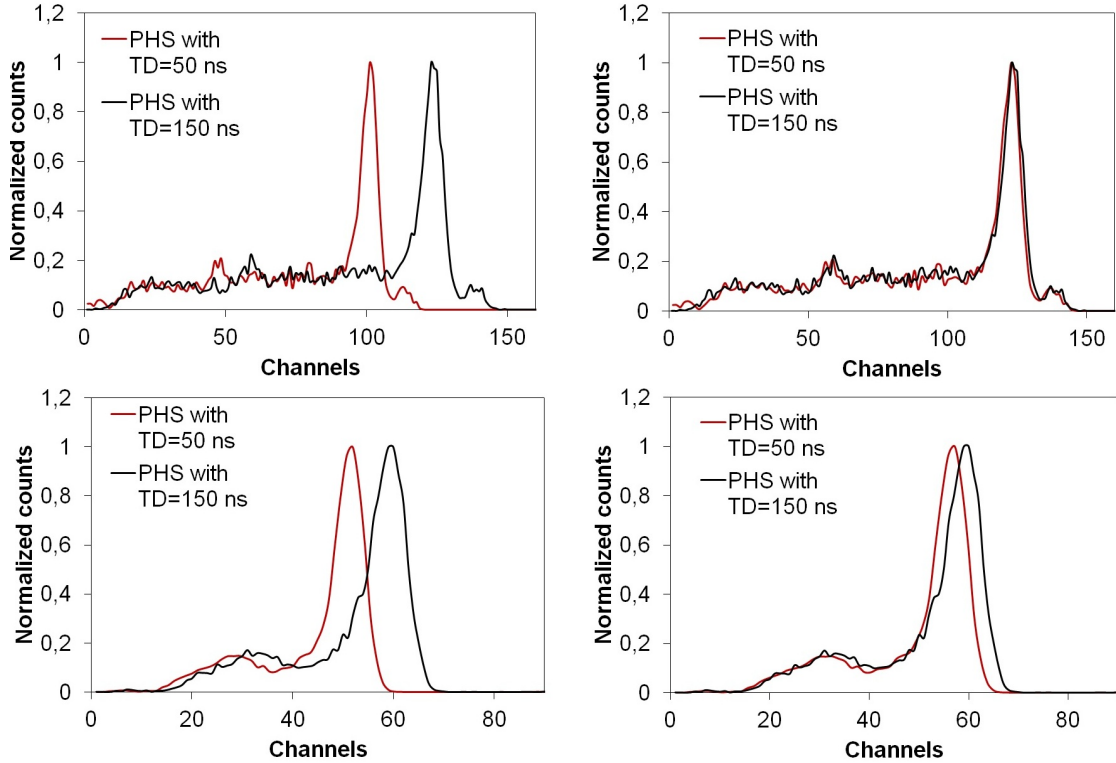 1,2
1
0,8
0,6
0,4
0,2
0
Normalized counts
PHS with
TD=50 ns
PHS with
TD=150 ns
0 50 100 150
Channels
1,2
1
0,8
0,6
0,4
0,2
0
Normalized counts
PHS with
TD=50 ns
PHS with
TD=150 ns
0 50 100 150
Channels
1,2
1
0,8
0,6
0,4
0,2
0
Normalized counts
PHS with
TD=50 ns
PHS with
TD=150 ns
0 20 40 60 80
Channels
1,2
1
0,8
0,6
0,4
0,2
0
Normalized counts
PHS with
TD=50 ns
PHS with
TD=150 ns
0 20 40 60 80
Channels